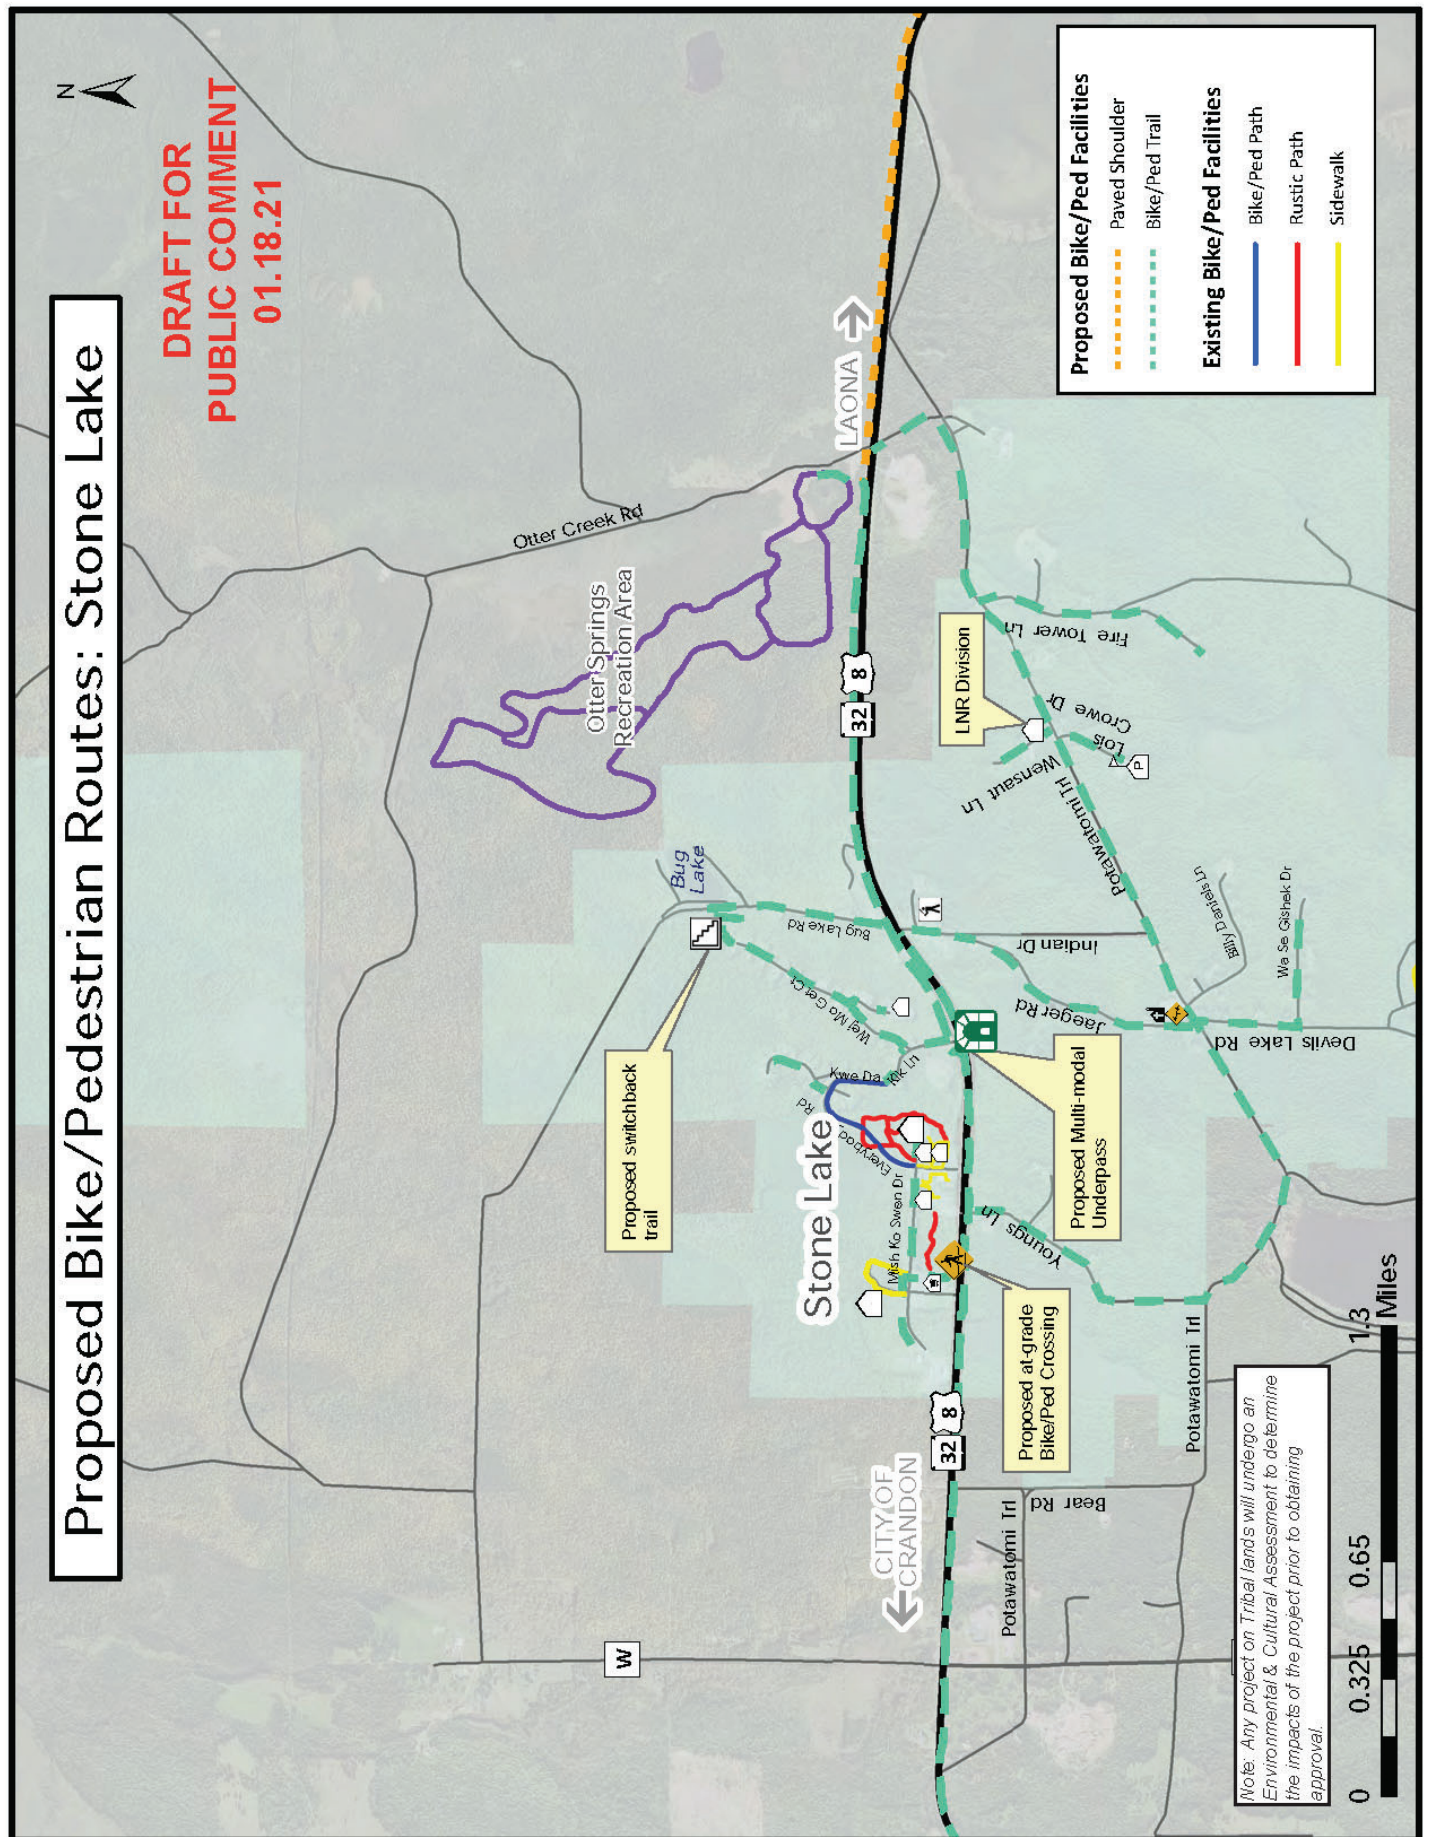 Proposed Bike/Pedestrian Routes: Stone Lake
N
DRAFT FOR
PUBLIC COMMENT
01.18.21
Otter Creek Rd
Otter Springs
Recreation Area
Bug
Lake
Proposed switchback
trail
W
Stone Lake
LAONA
CITY OF
CRANDON
Bug Lake Rd
Wej Mo Get Ct
Kwe Da Kik Ln
Rd
Mish Ko Swen Dr
32
8
32
8
LNR Division
Fire Tower Ln
Lois
Crowe Dr
Wensaut Ln
P
Potawatomi Trl
Indian Dr
Jaeger Rd
Billy Daniels Ln
Wa Se Gishek Dr
Devils Lake Rd
Proposed Multi-modal
Underpass
Youngs Ln
Proposed at-grade
Bike/Ped Crossing
Potawatomi Trl
Bear Rd
Potawatomi Trl
Proposed Bike/Ped Facilities
Paved Shoulder
Bike/Ped Trail
Existing Bike/Ped Facilities
Bike/Ped Path
Rustic Path
Sidewalk
Note: Any project on Tribal lands will undergo an
Environmental & Cultural Assessment to determine
the impacts of the project prior to obtaining
approval.
0 0.325 0.65 1.3
Miles